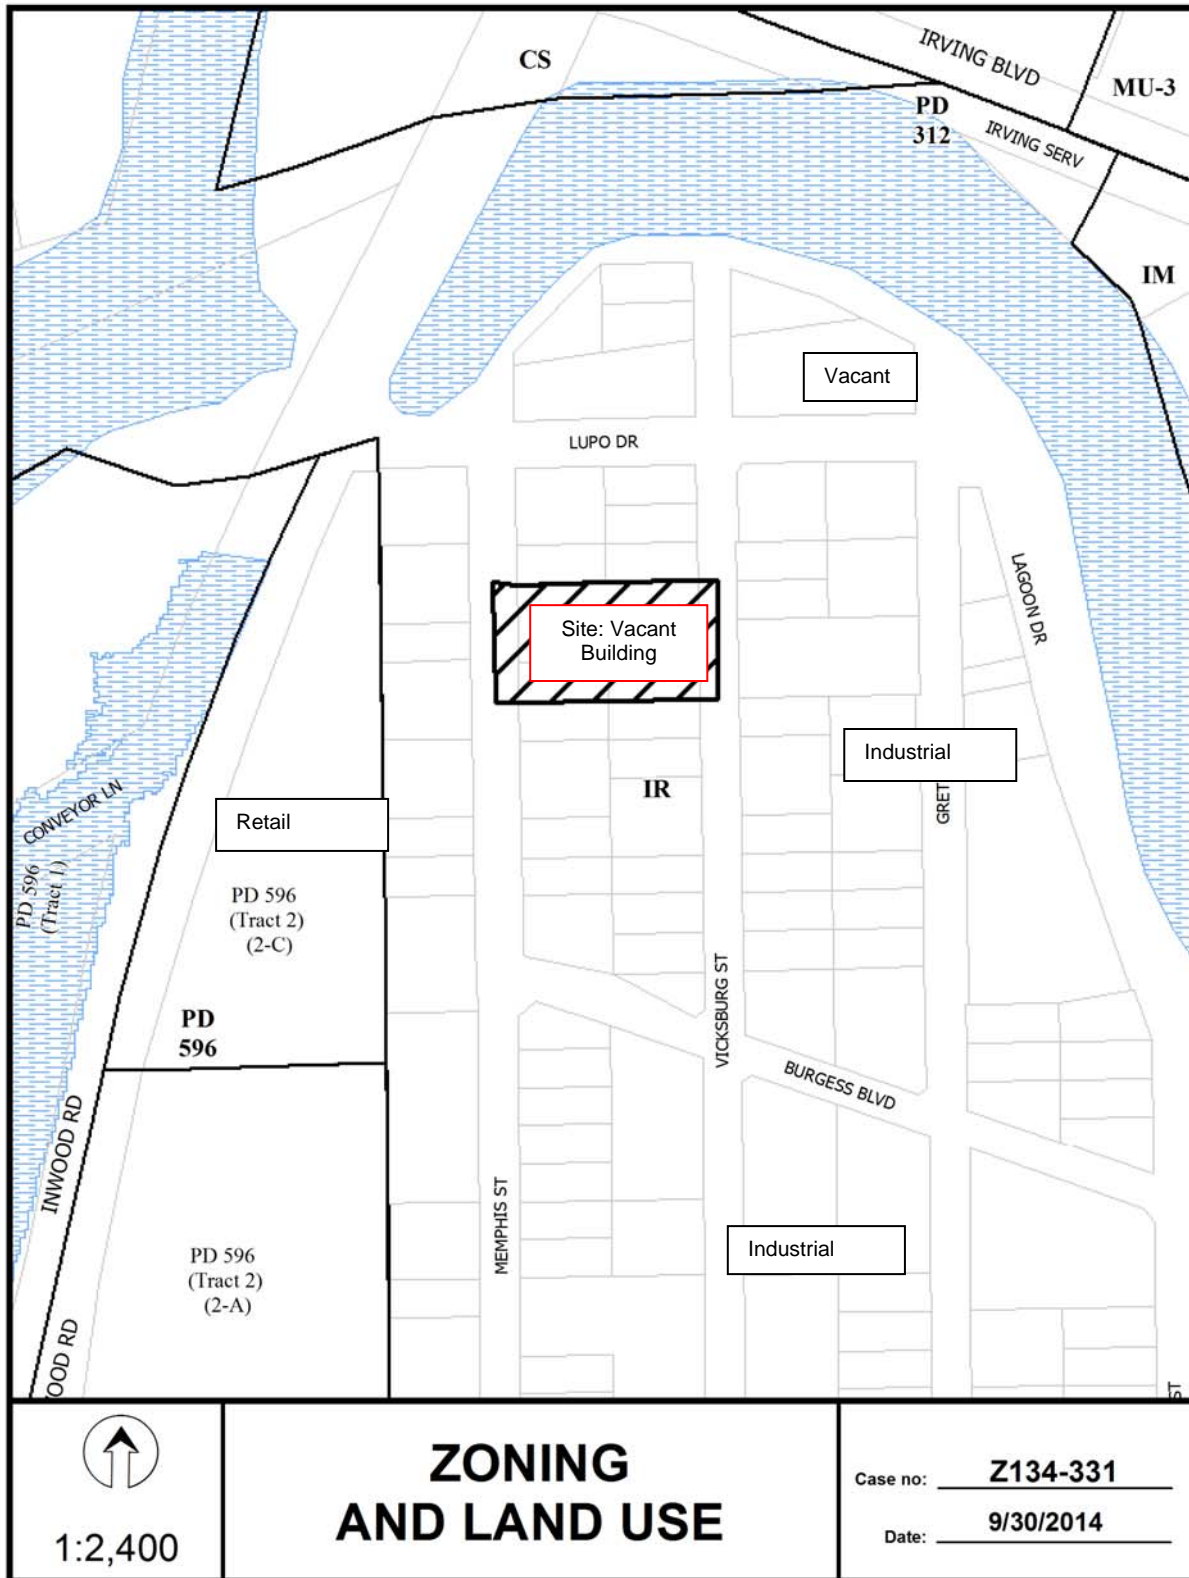 IRVING BLVD
CS
MU-3
PD
312
IRVING SERV
IM
Vacant
LUPO DR
LAGOON DR
Site: Vacant
Building
Industrial
IR
GRET
CONVEYOR LN
Retail
PD 596
(Tract 1)
PD 596
(Tract 2)
(2-C)
VICKSBURG ST
PD
596
BURGESS BLVD
INWOOD RD
MEMPHIS ST
Industrial
PD 596
(Tract 2)
(2-A)
OOD RD
ST
1:2,400
ZONING
AND LAND USE
Case no: Z134-331
Date: 9/30/2014